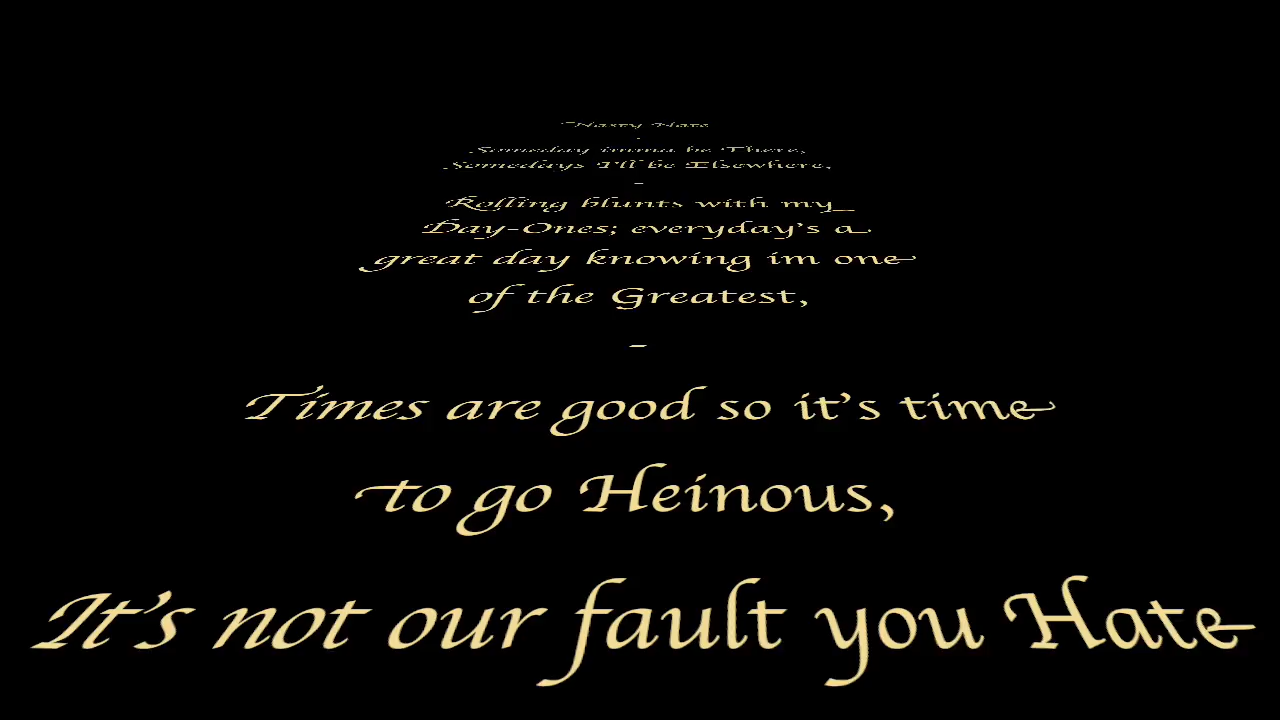 Nasty Nate
-
Someday imma be There,
Somedays I'll be Elsewhere,
-
Rolling blunts with my
Day-Ones; everyday's a
great day knowing im one
of the Greatest,
-
Times are good so it's time
to go Heinous,
It's not our fault you Hate